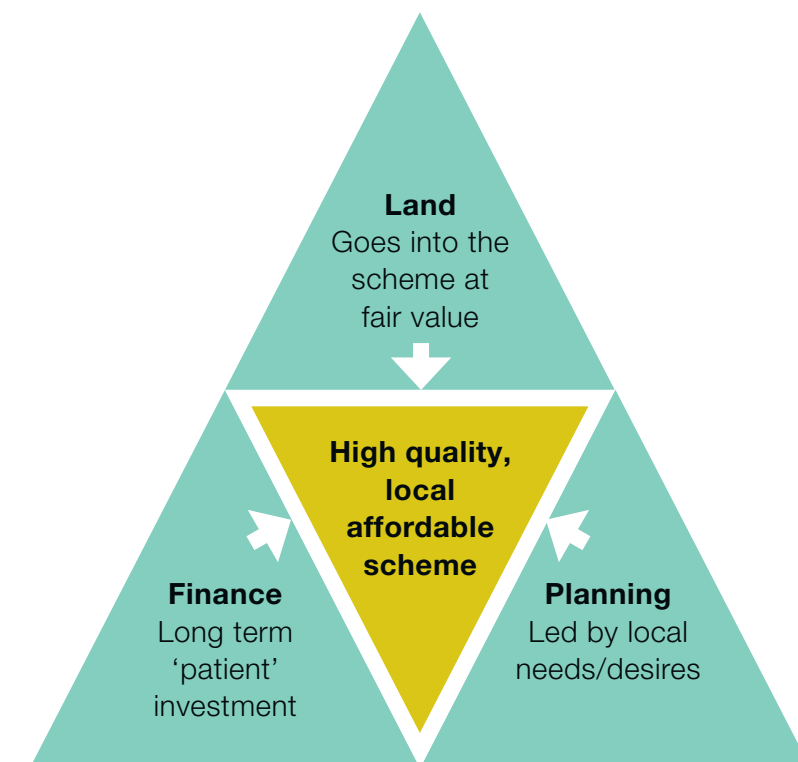 Land
Goes into the
scheme at
fair value
High quality,
local
affordable
scheme
Finance
Long term
‘patient’
investment
Planning
Led by local
needs/desires